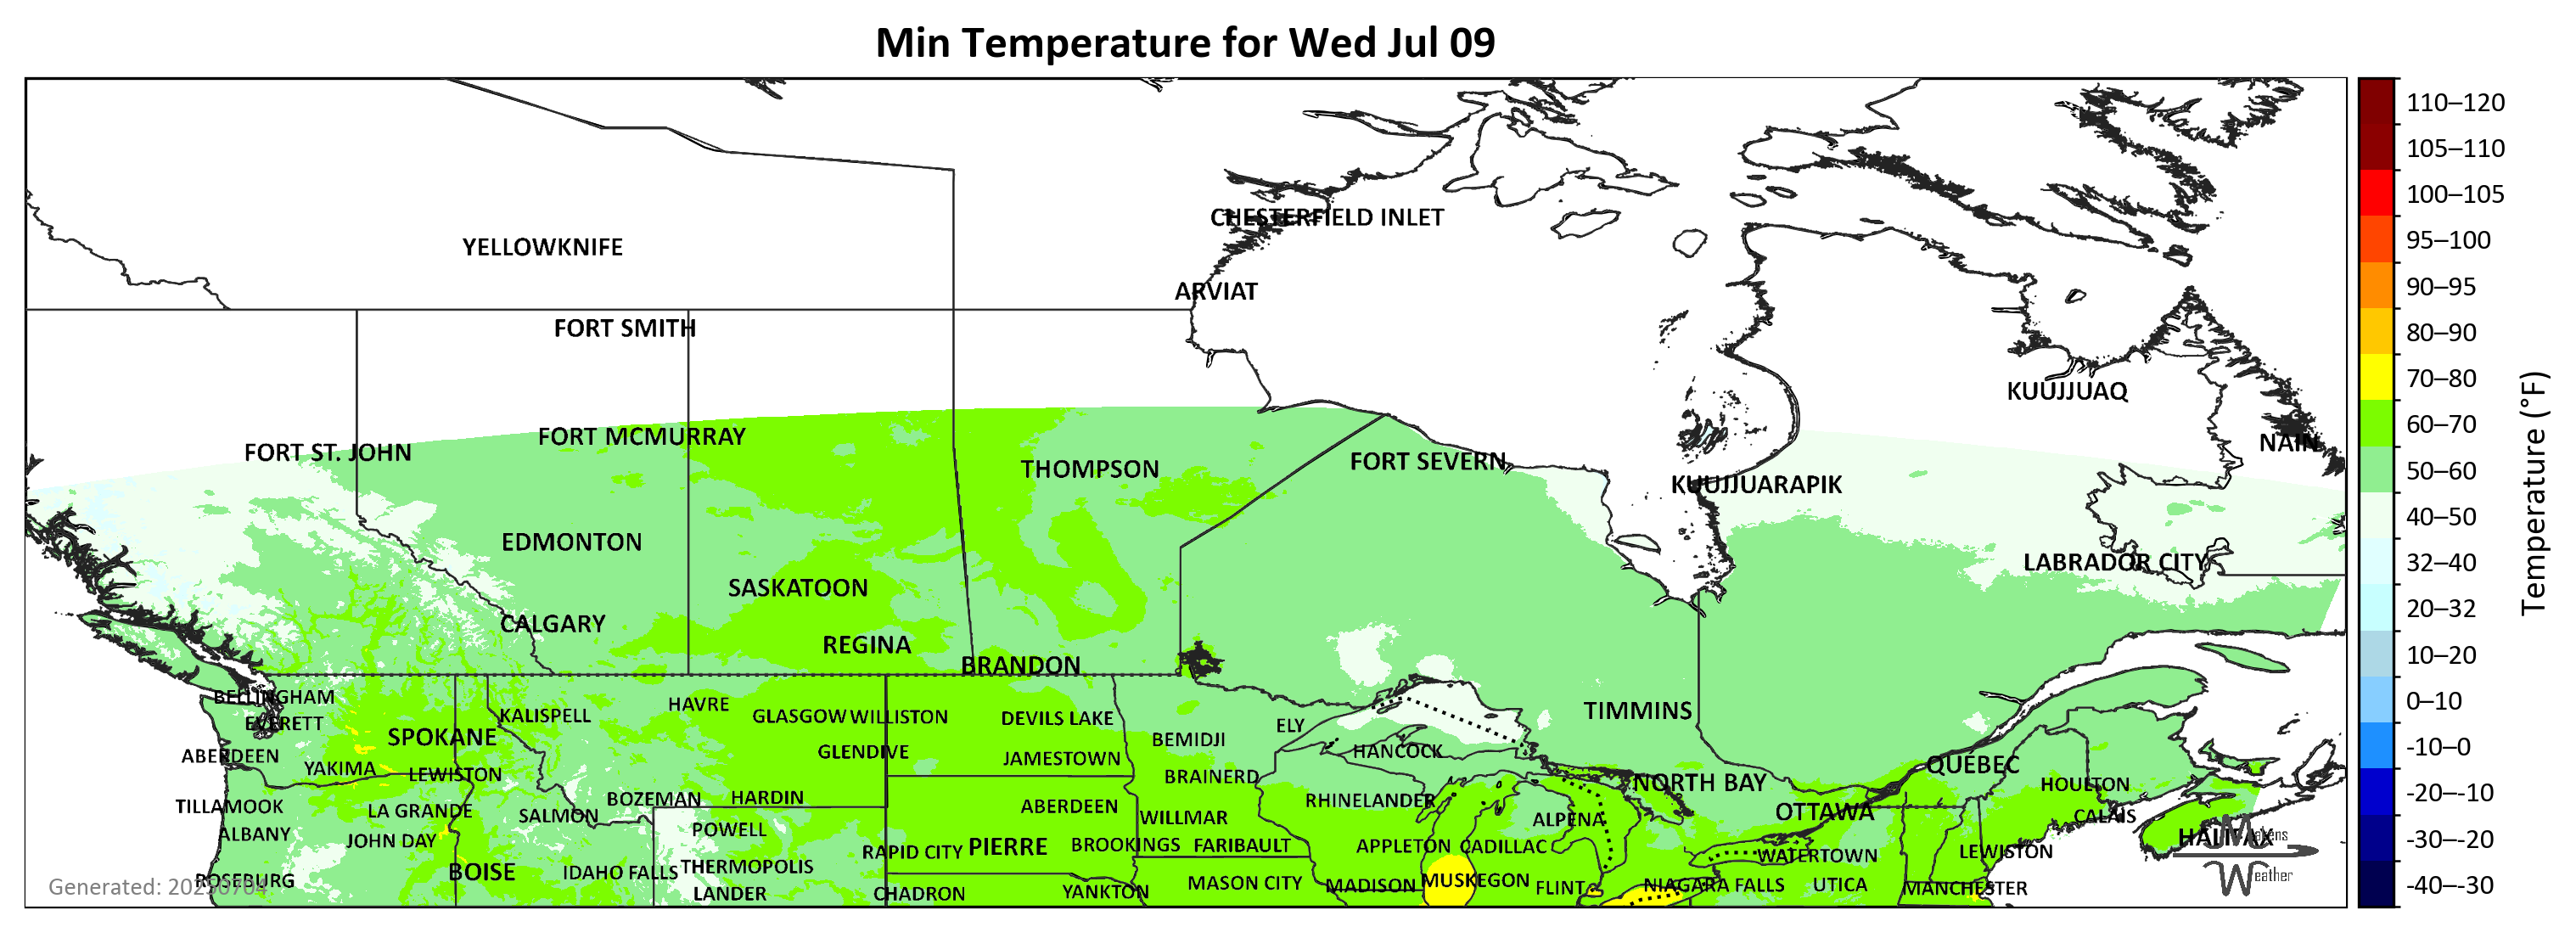 Min Temperature for Wed Jul 09
110–120
105–110
100–105
95–100
90–95
80–90
70–80
60–70
50–60
40–50
32–40
20–32
10–20
0–10
-10–0
-20–-10
-30–-20
-40–-30
Temperature (°F)
CHESTERFIELD INLET
YELLOWKNIFE
ARVIAT
FORT SMITH
KUUJJUAQ
FORT MCMURRAY
NAIN
FORT ST. JOHN
FORT SEVERN
THOMPSON
KUUJJUARAPIK
EDMONTON
LABRADOR CITY
SASKATOON
CALGARY
REGINA
BRANDON
BELLINGHAM
HAVRE
TIMMINS
KALISPELL
GLASGOW
WILLISTON
DEVILS LAKE
EVERETT
ELY
SPOKANE
BEMIDJI
HANCOCK
GLENDIVE
ABERDEEN
JAMESTOWN
QUÉBEC
YAKIMA
LEWISTON
BRAINERD
NORTH BAY
HOULTON
BOZEMAN
HARDIN
RHINELANDER
TILLAMOOK
ABERDEEN
LA GRANDE
OTTAWA
SALMON
CALAIS
WILLMAR
ALPENA
POWELL
ALBANY
HALIFAX
JOHN DAY
BROOKINGS
FARIBAULT
APPLETON
CADILLAC
PIERRE
RAPID CITY
LEWISTON
WATERTOWN
THERMOPOLIS
BOISE
IDAHO FALLS
MUSKEGON
ROSEBURG
MASON CITY
MADISON
FLINT
NIAGARA FALLS
UTICA
MANCHESTER
LANDER
CHADRON
YANKTON
Generated: 20250704
Makens
Weather